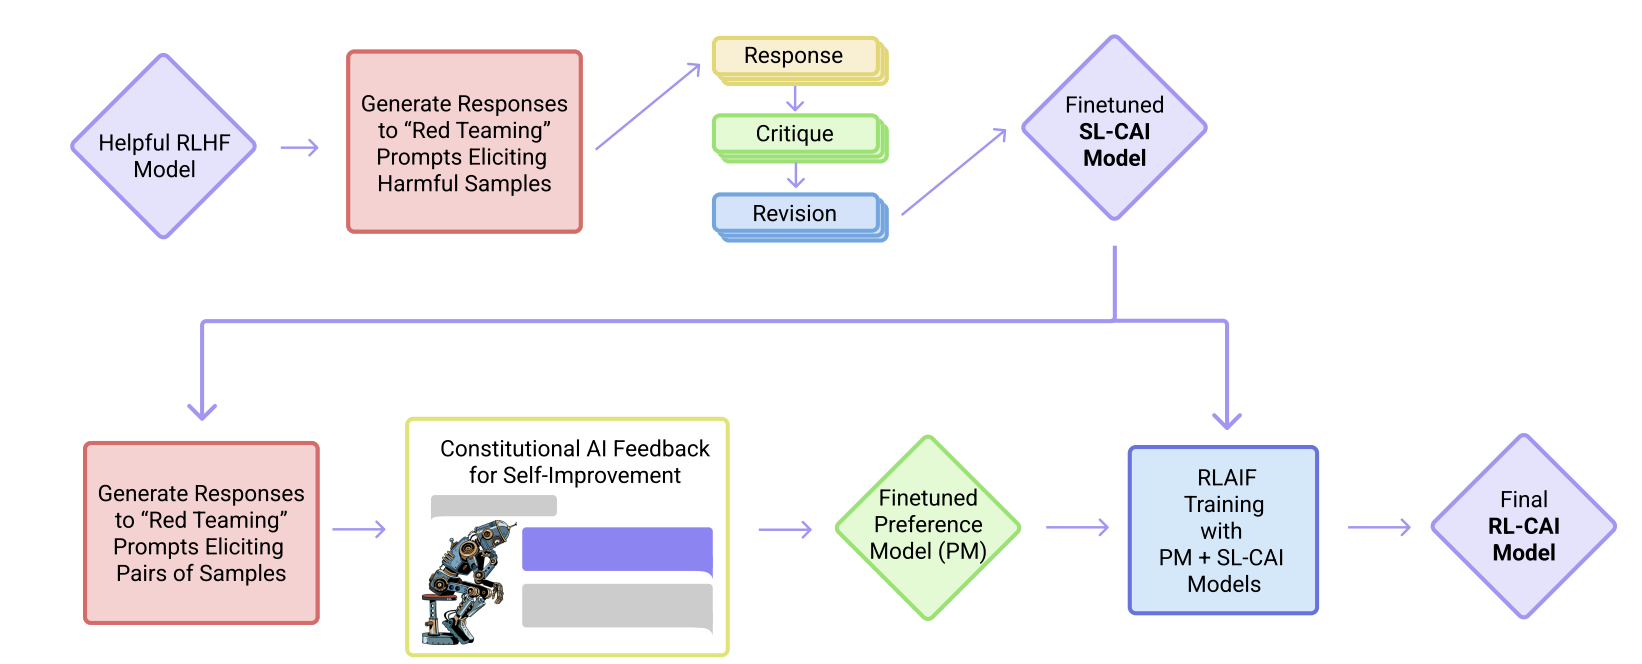 Helpful RLHF
Model
Generate Responses
to “Red Teaming”
Prompts Eliciting
Harmful Samples
Response
Critique
Revision
Finetuned
SL-CAI
Model
Generate Responses
to “Red Teaming”
Prompts Eliciting
Pairs of Samples
Constitutional AI Feedback
for Self-Improvement
Finetuned
Preference
Model (PM)
RLAIF
Training
with
PM + SL-CAI
Models
Final
RL-CAI
Model